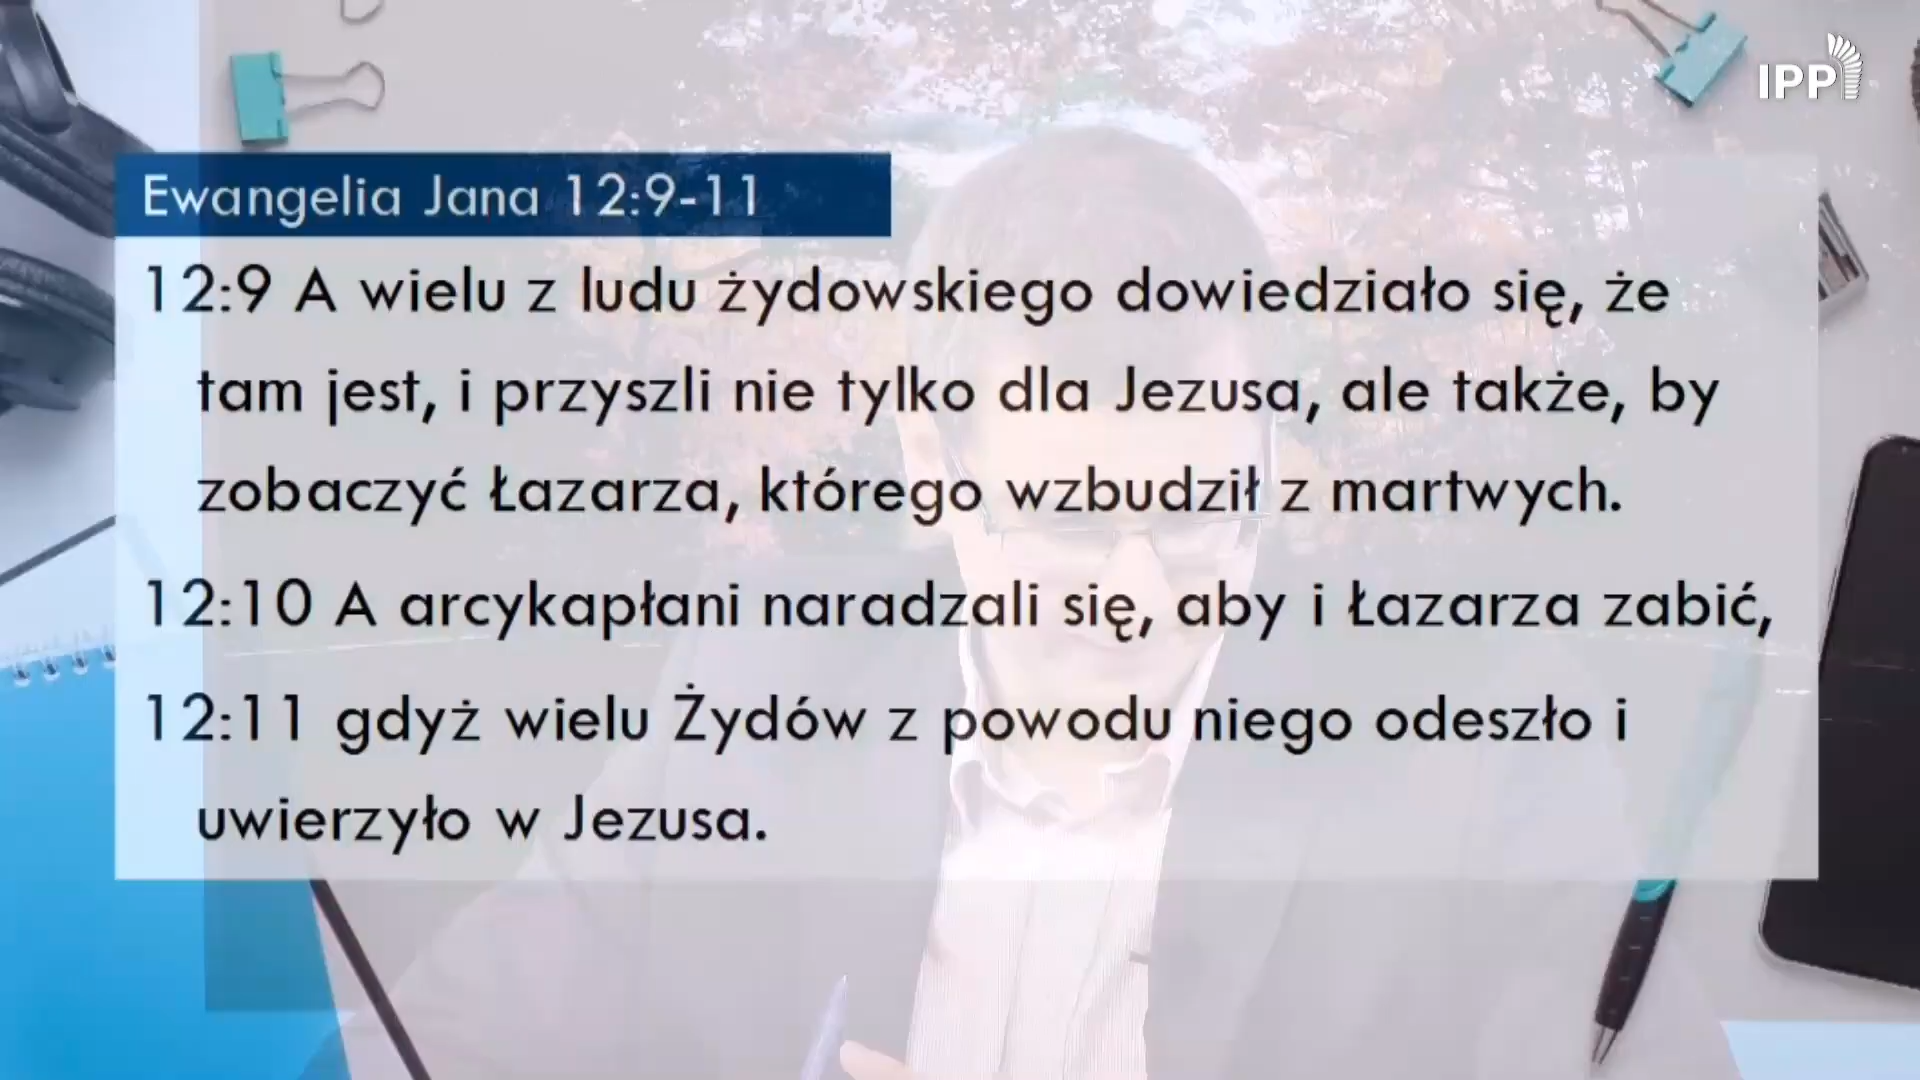 IPP
Ewangelia Jana 12:9-11
12:9 A wielu z ludu żydowskiego dowiedziało się, że
tam jest, i przyszli nie tylko dla Jezusa, ale także, by
zobaczyć Łazarza, którego wzbudził z martwych.
12:10 A arcykapłani naradzali się, aby i Łazarza zabić,
12:11 gdyż wielu Żydów z powodu niego odeszło i
uwierzyło w Jezusa.